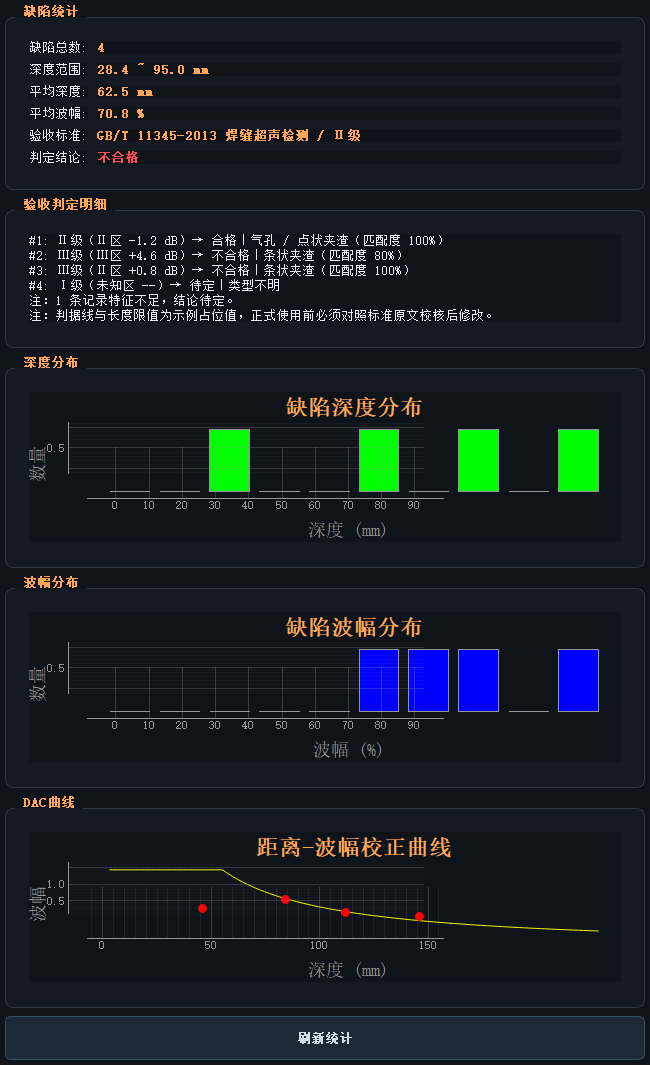 缺陷统计
缺陷总数: 4
深度范围: 28.4 ~ 95.0 mm
平均深度: 62.5 mm
平均波幅: 70.8 %
验收标准: GB/T 11345-2013 焊缝超声检测 / Ⅱ级
判定结论: 不合格
验收判定明细
#1: Ⅱ级（Ⅱ区 -1.2 dB）→ 合格｜气孔 / 点状夹渣（匹配度 100%）
#2: Ⅲ级（Ⅲ区 +4.6 dB）→ 不合格｜条状夹渣（匹配度 80%）
#3: Ⅲ级（Ⅱ区 +0.8 dB）→ 不合格｜条状夹渣（匹配度 100%）
#4: Ⅰ级（未知区 --）→ 待定｜类型不明
注：1 条记录特征不足，结论待定。
注：判据线与长度限值为示例占位值，正式使用前必须对照标准原文校核后修改。
深度分布
缺陷深度分布
数量
0.5
0 10 20 30 40 50 60 70 80 90
深度 (mm)
波幅分布
缺陷波幅分布
数量
0.5
0 10 20 30 40 50 60 70 80 90
波幅 (%)
DAC曲线
距离-波幅校正曲线
波幅
1.0
0.5
0 50 100 150
深度 (mm)
刷新统计